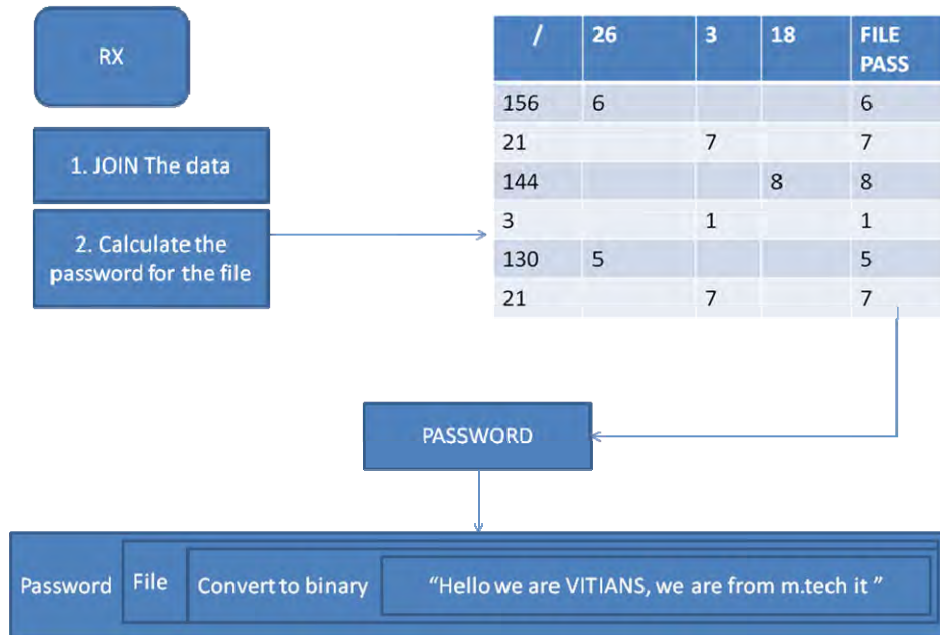 RX
1. JOIN The data
2. Calculate the
password for the file
/ 26 3 18 FILE
PASS
156 6 6
21 7 7
144 8 8
3 1 1
130 5 5
21 7 7
PASSWORD
Password File Convert to binary “Hello we are VITIANS, we are from m.tech it ”